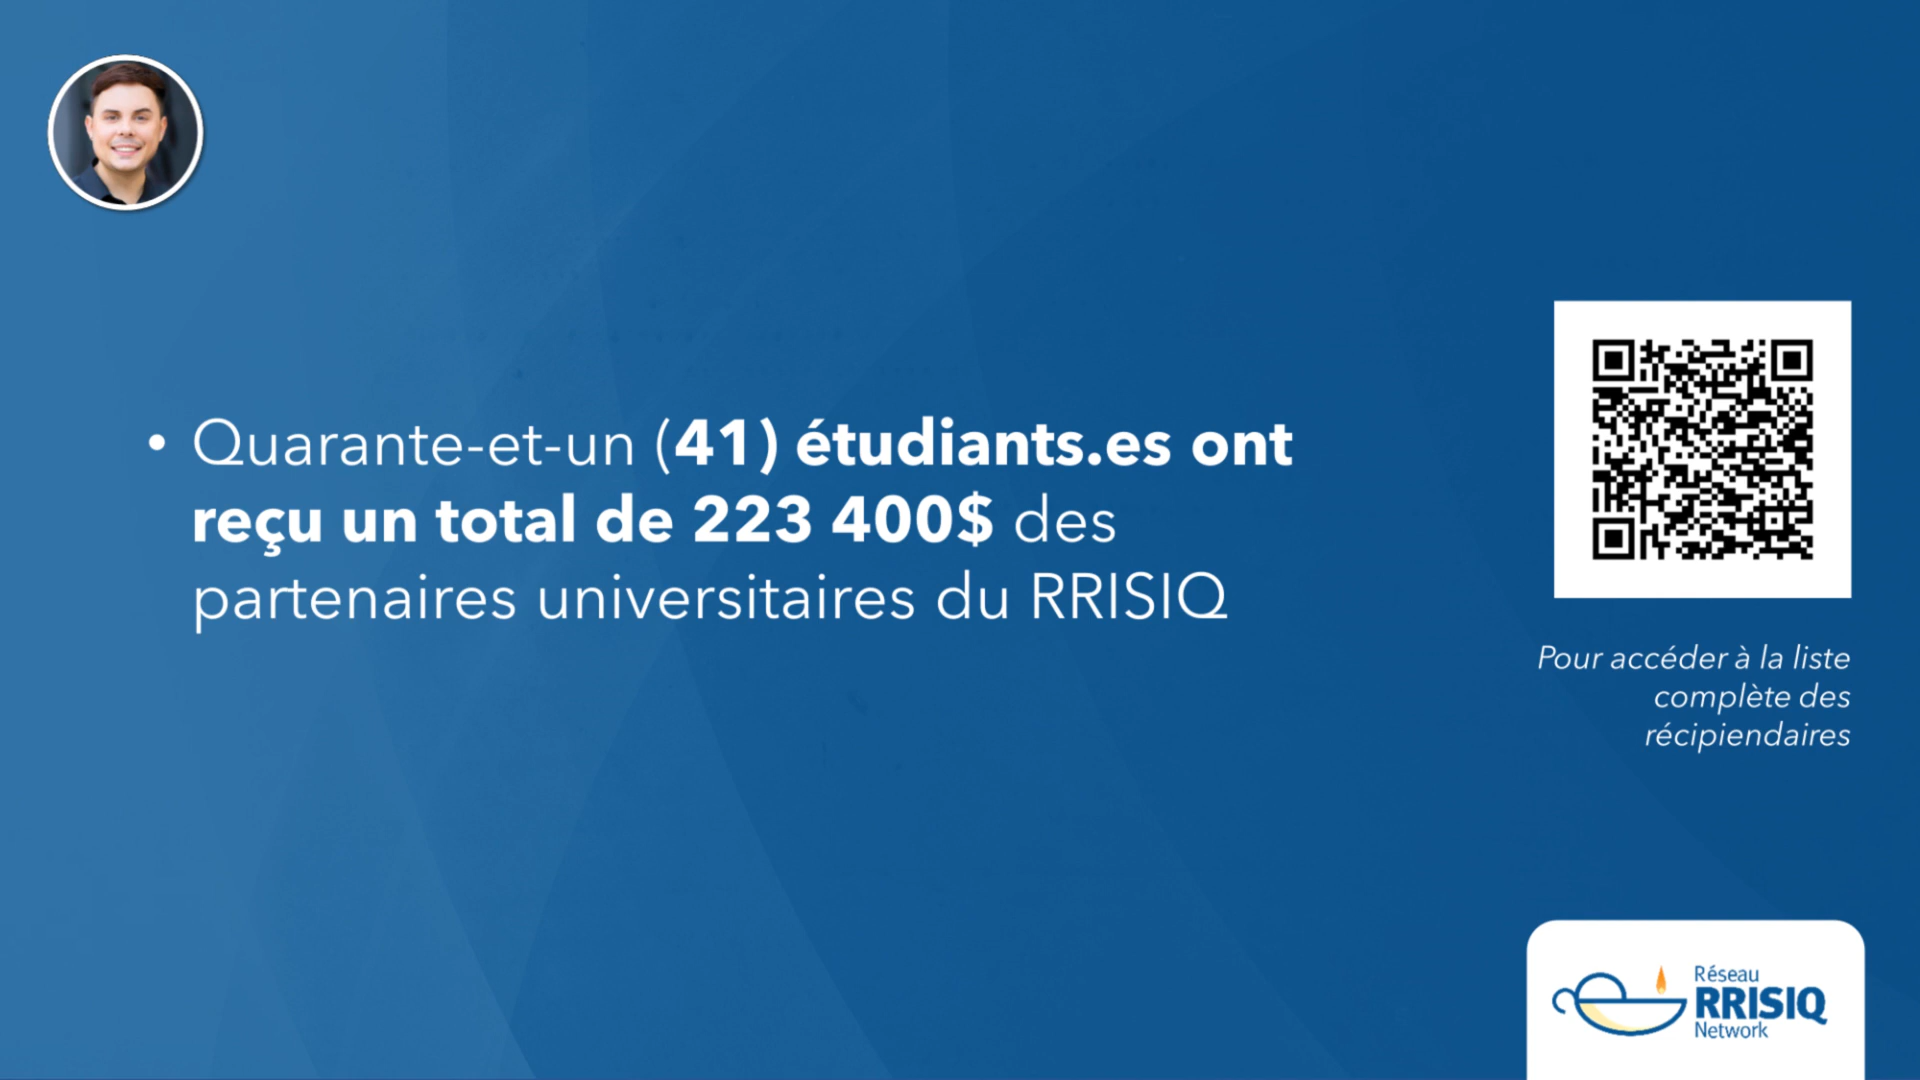 • Quarante-et-un (41) étudiants.es ont
reçu un total de 223 400$ des
partenaires universitaires du RRISIQ
Pour accéder à la liste
complète des
récipiendaires
Réseau
RRISIQ
Network